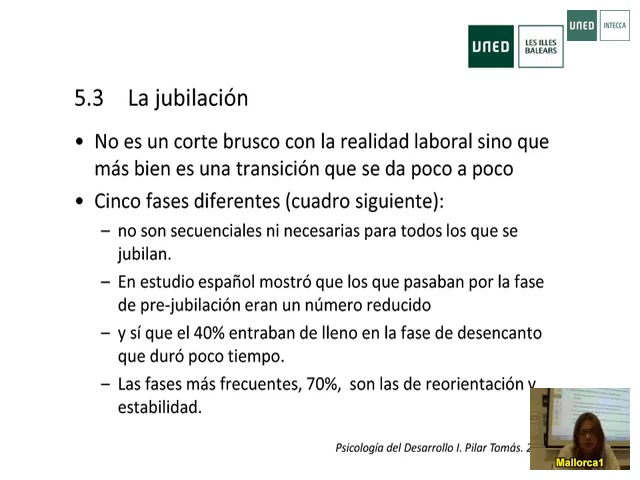 UNED
INTECCA
UNED
LES ILLES
BALEARS
5.3 La jubilación
• No es un corte brusco con la realidad laboral sino que
más bien es una transición que se da poco a poco
• Cinco fases diferentes (cuadro siguiente):
– no son secuenciales ni necesarias para todos los que se
jubilan.
– En estudio español mostró que los que pasaban por la fase
de pre-jubilación eran un número reducido
– y sí que el 40% entraban de lleno en la fase de desencanto
que duró poco tiempo.
– Las fases más frecuentes, 70%, son las de reorientación y
estabilidad.
Psicología del Desarrollo I. Pilar Tomás. 2
Mallorca1